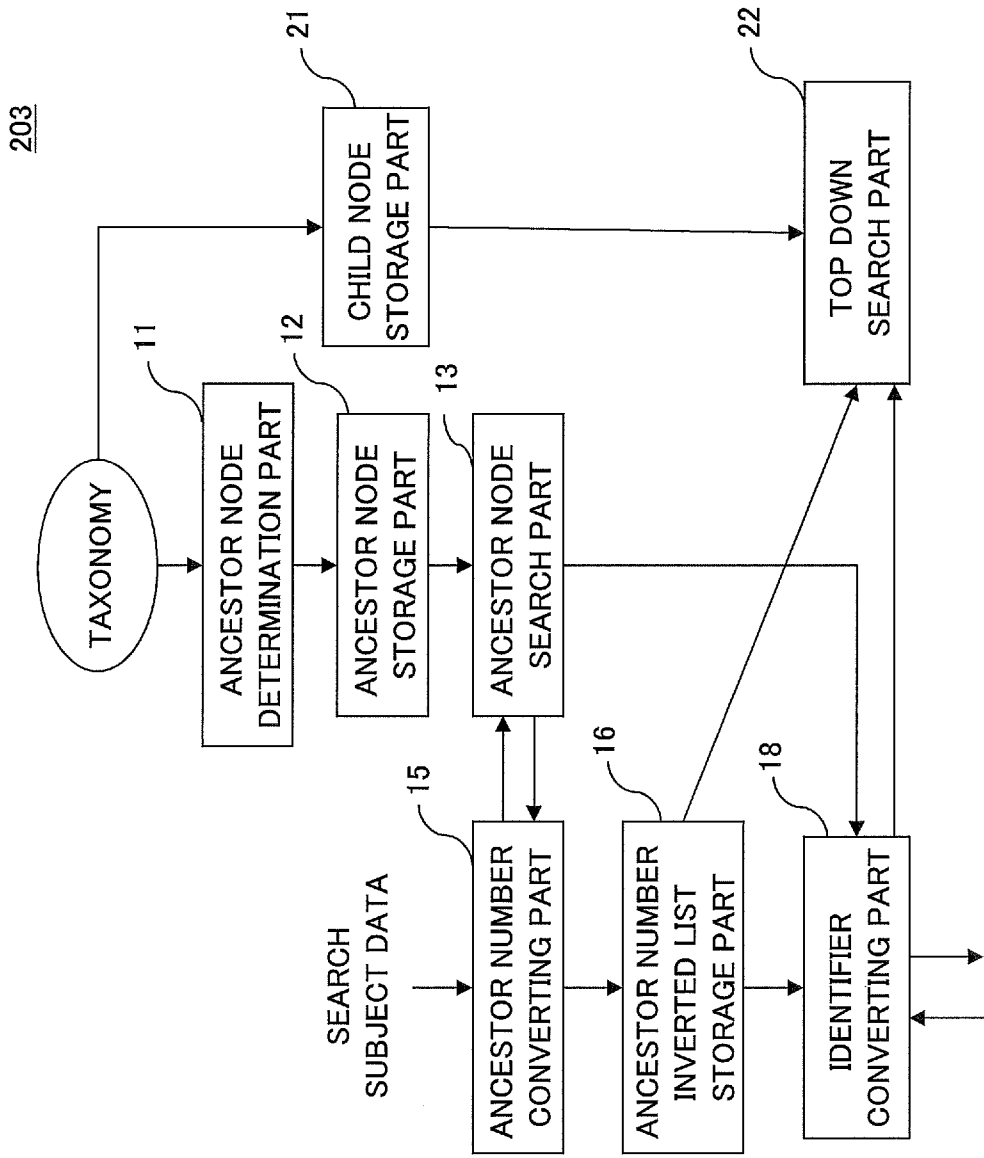 203
TAXONOMY
11
ANCESTOR NODE
DETERMINATION PART
21
CHILD NODE
STORAGE PART
12
ANCESTOR NODE
STORAGE PART
13
ANCESTOR NODE
SEARCH PART
SEARCH
SUBJECT DATA
15
ANCESTOR NUMBER
CONVERTING PART
16
ANCESTOR NUMBER
INVERTED LIST
STORAGE PART
18
IDENTIFIER
CONVERTING PART
22
TOP DOWN
SEARCH PART